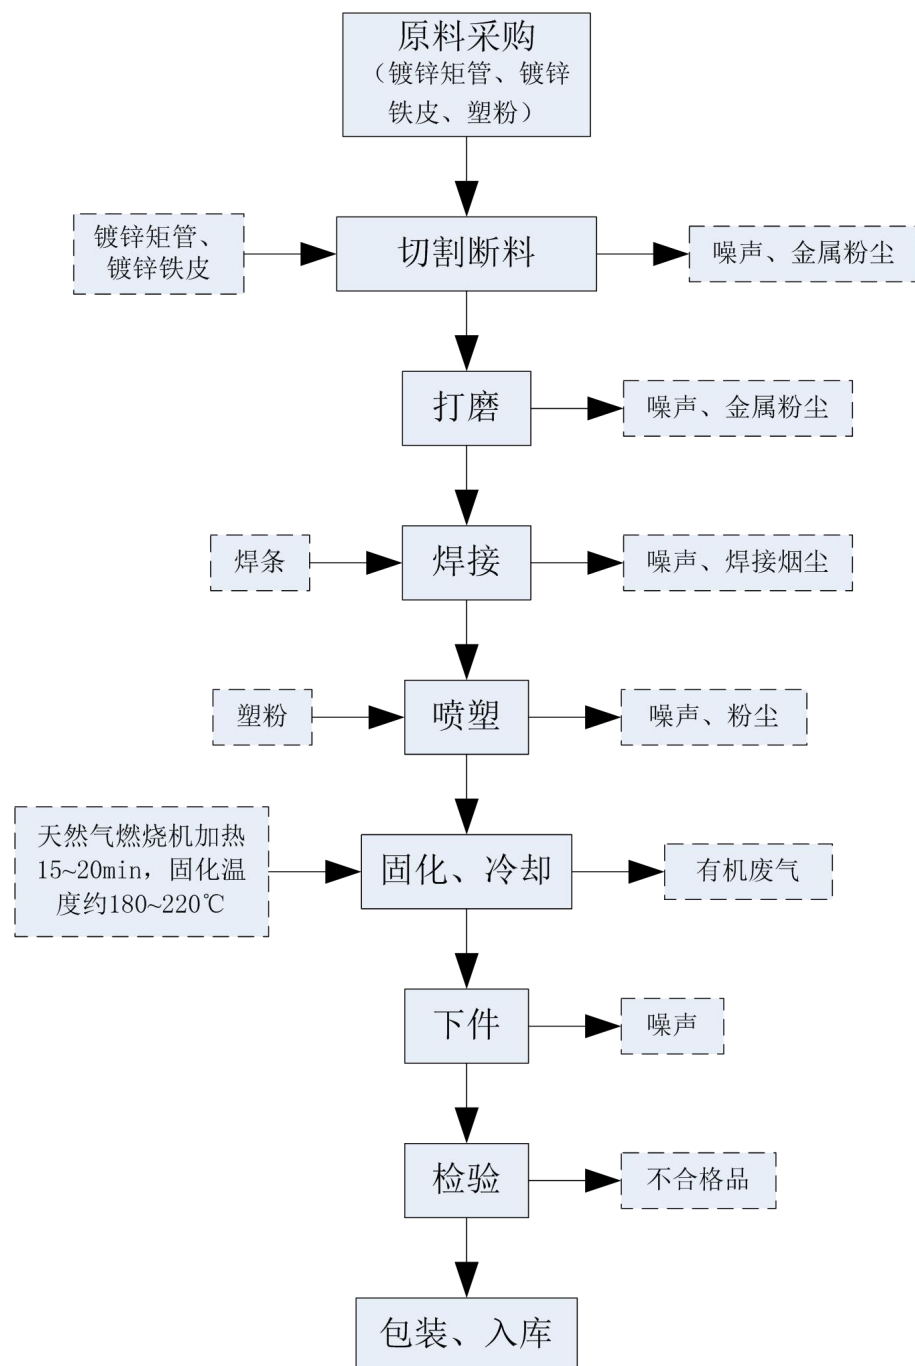 原料采购
（镀锌矩管、镀锌
铁皮、塑粉）
镀锌矩管、
镀锌铁皮
切割断料
噪声、金属粉尘
打磨
噪声、金属粉尘
焊条
焊接
噪声、焊接烟尘
塑粉
喷塑
噪声、粉尘
天然气燃烧机加热
15~20min，固化温
度约180~220℃
固化、冷却
有机废气
下件
噪声
检验
不合格品
包装、入库